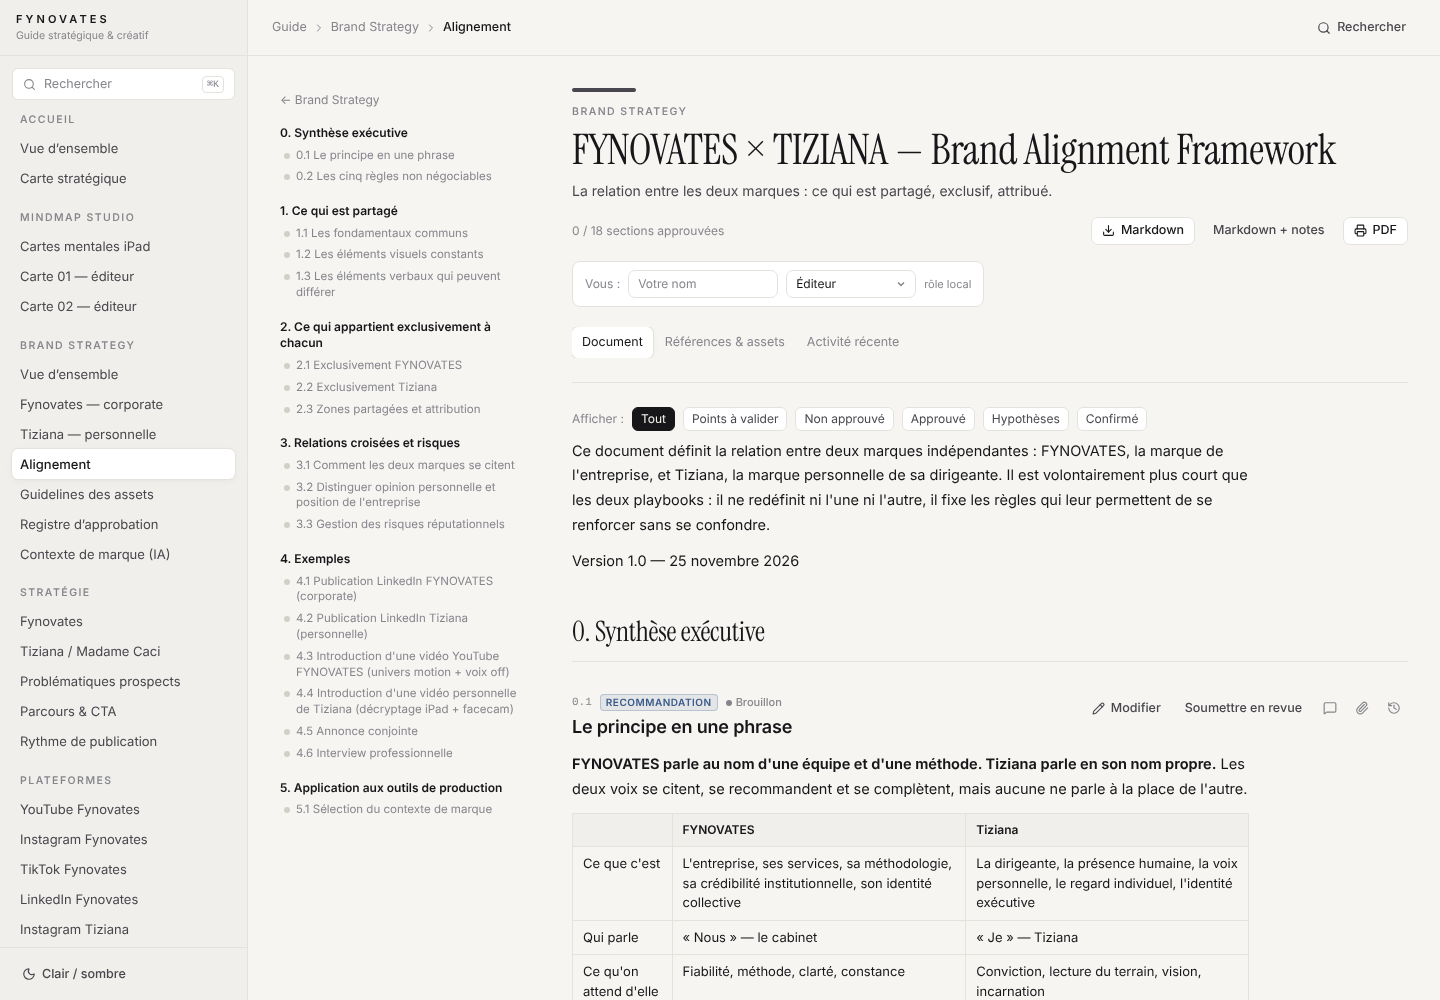 FYNOVATES
Guide stratégique & créatif
Rechercher ⌘K
ACCUEIL
Vue d’ensemble
Carte stratégique
MINDMAP STUDIO
Cartes mentales iPad
Carte 01 — éditeur
Carte 02 — éditeur
BRAND STRATEGY
Vue d’ensemble
Fynovates — corporate
Tiziana — personnelle
Alignement
Guidelines des assets
Registre d’approbation
Contexte de marque (IA)
STRATÉGIE
Fynovates
Tiziana / Madame Caci
Problématiques prospects
Parcours & CTA
Rythme de publication
PLATEFORMES
YouTube Fynovates
Instagram Fynovates
TikTok Fynovates
LinkedIn Fynovates
Instagram Tiziana
Clair / sombre
Guide > Brand Strategy > Alignement
Rechercher
← Brand Strategy
0. Synthèse exécutive
0.1 Le principe en une phrase
0.2 Les cinq règles non négociables
1. Ce qui est partagé
1.1 Les fondamentaux communs
1.2 Les éléments visuels constants
1.3 Les éléments verbaux qui peuvent
différer
2. Ce qui appartient exclusivement à
chacun
2.1 Exclusivement FYNOVATES
2.2 Exclusivement Tiziana
2.3 Zones partagées et attribution
3. Relations croisées et risques
3.1 Comment les deux marques se citent
3.2 Distinguer opinion personnelle et
position de l'entreprise
3.3 Gestion des risques réputationnels
4. Exemples
4.1 Publication LinkedIn FYNOVATES
(corporate)
4.2 Publication LinkedIn Tiziana
(personnelle)
4.3 Introduction d'une vidéo YouTube
FYNOVATES (univers motion + voix off)
4.4 Introduction d'une vidéo personnelle
de Tiziana (décryptage iPad + facecam)
4.5 Annonce conjointe
4.6 Interview professionnelle
5. Application aux outils de production
5.1 Sélection du contexte de marque
BRAND STRATEGY
FYNOVATES × TIZIANA — Brand Alignment Framework
La relation entre les deux marques : ce qui est partagé, exclusif, attribué.
0 / 18 sections approuvées
Markdown
Markdown + notes
PDF
Vous : Votre nom Éditeur rôle local
Document
Références & assets
Activité récente
Afficher : Tout Points à valider Non approuvé Approuvé Hypothèses Confirmé
Ce document définit la relation entre deux marques indépendantes : FYNOVATES, la marque de
l'entreprise, et Tiziana, la marque personnelle de sa dirigeante. Il est volontairement plus court que
les deux playbooks : il ne redéfinit ni l'une ni l'autre, il fixe les règles qui leur permettent de se
renforcer sans se confondre.
Version 1.0 — 25 novembre 2026
0. Synthèse exécutive
0.1 RECOMMANDATION Brouillon
Modifier Soumettre en revue
Le principe en une phrase
FYNOVATES parle au nom d'une équipe et d'une méthode. Tiziana parle en son nom propre. Les
deux voix se citent, se recommandent et se complètent, mais aucune ne parle à la place de l'autre.
FYNOVATES
Tiziana
Ce que c'est
L'entreprise, ses services, sa méthodologie,
sa crédibilité institutionnelle, son identité
collective
La dirigeante, la présence humaine, la voix
personnelle, le regard individuel, l'identité
exécutive
Qui parle
« Nous » — le cabinet
« Je » — Tiziana
Ce qu'on
attend d'elle
Fiabilité, méthode, clarté, constance
Conviction, lecture du terrain, vision,
incarnation